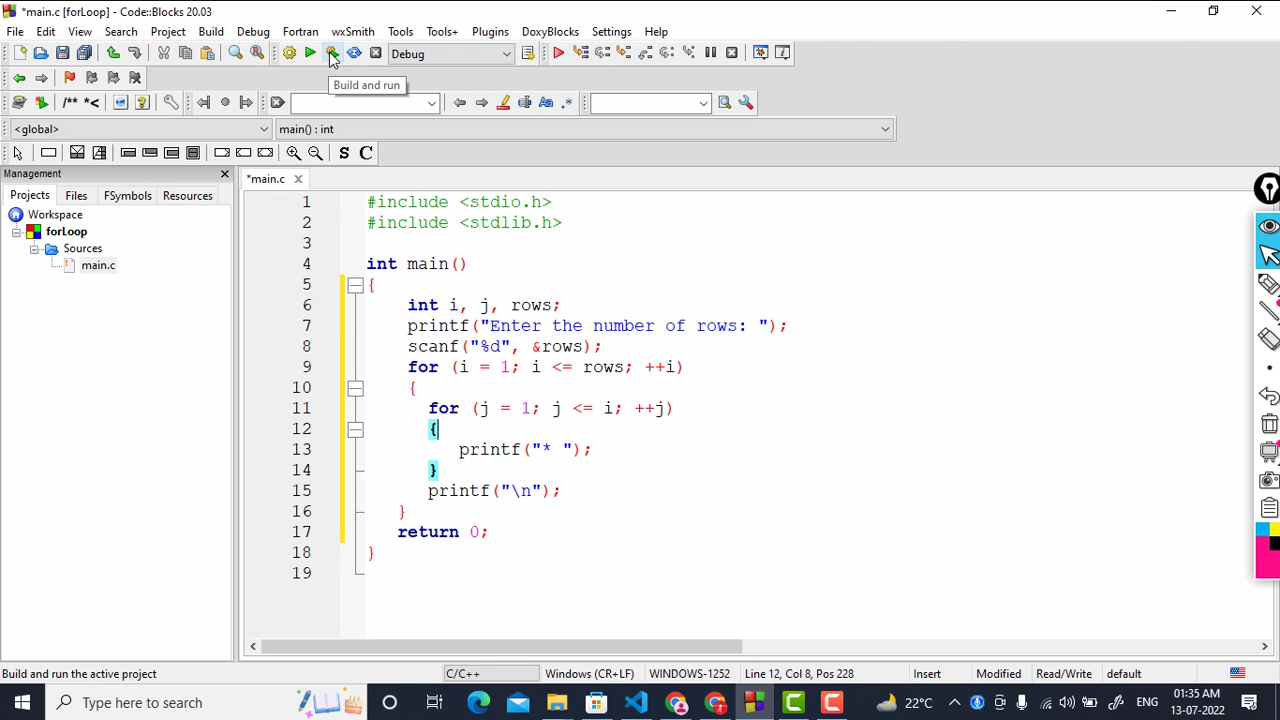 *main.c [forLoop] - Code::Blocks 20.03
File Edit View Search Project Build Debug Fortran wxSmith Tools Tools+ Plugins DoxyBlocks Settings Help
Debug
Build and run
/** *<
Aa .*
<global> main() : int
S C
Management
Projects Files FSymbols Resources
Workspace
forLoop
Sources
main.c
*main.c
1 #include <stdio.h>
2 #include <stdlib.h>
3
4 int main()
5 {
6 int i, j, rows;
7 printf("Enter the number of rows: ");
8 scanf("%d", &rows);
9 for (i = 1; i <= rows; ++i)
10 {
11 for (j = 1; j <= i; ++j)
12 {
13 printf("* ");
14 }
15 printf("\n");
16 }
17 return 0;
18 }
19
Build and run the active project C/C++ Windows (CR+LF) WINDOWS-1252 Line 12, Col 8, Pos 228 Insert Modified Read/Write default
Type here to search 22°C ENG 01:35 AM
13-07-2022